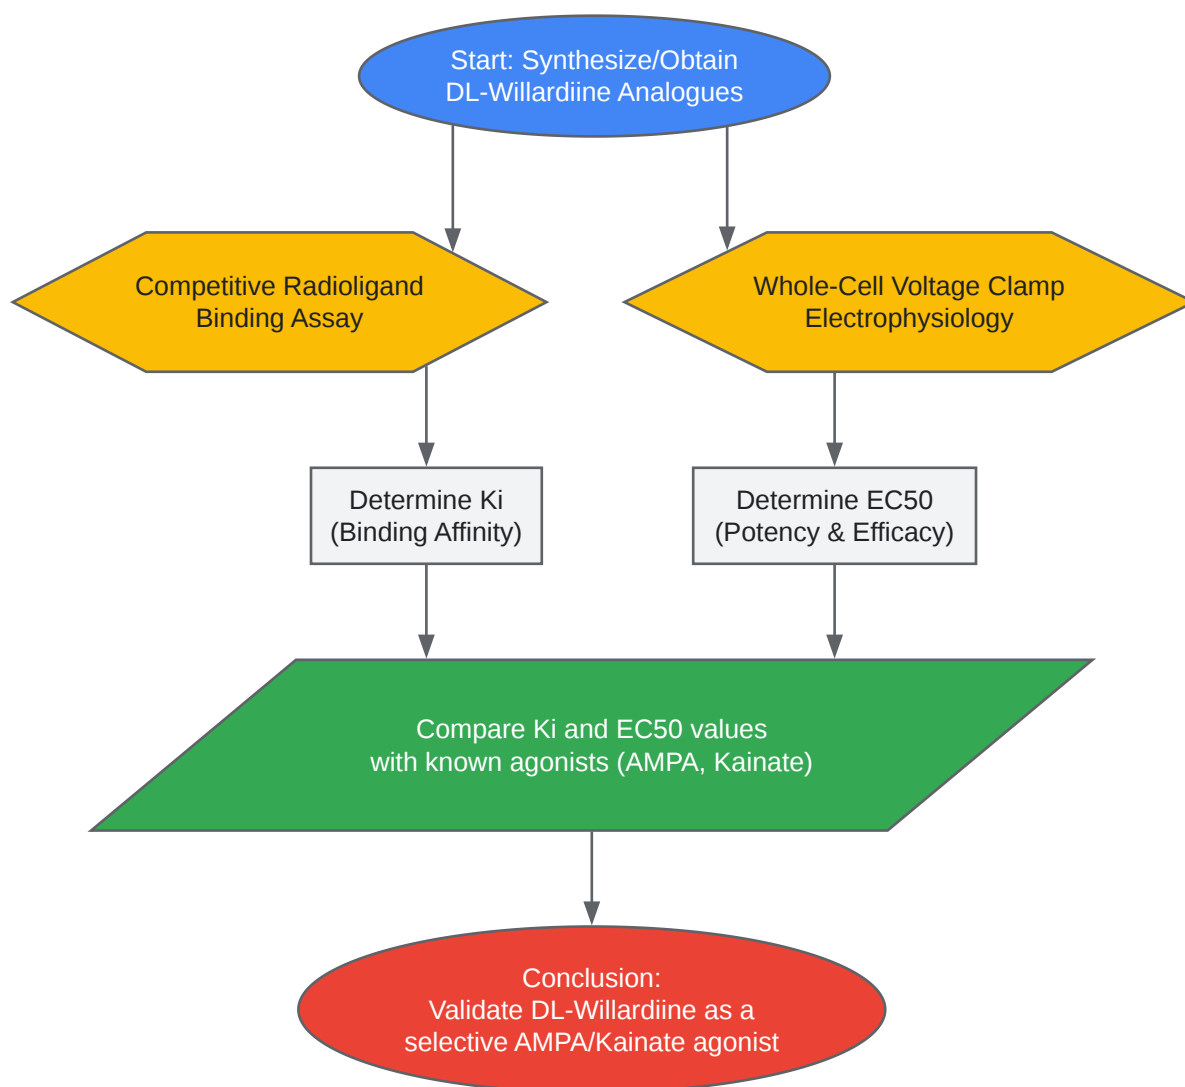 Start: Synthesize/Obtain
DL-Willardiine Analogues
Competitive Radioligand
Binding Assay
Whole-Cell Voltage Clamp
Electrophysiology
Determine Ki
(Binding Affinity)
Determine EC50
(Potency & Efficacy)
Compare Ki and EC50 values
with known agonists (AMPA, Kainate)
Conclusion:
Validate DL-Willardiine as a
selective AMPA/Kainate agonist